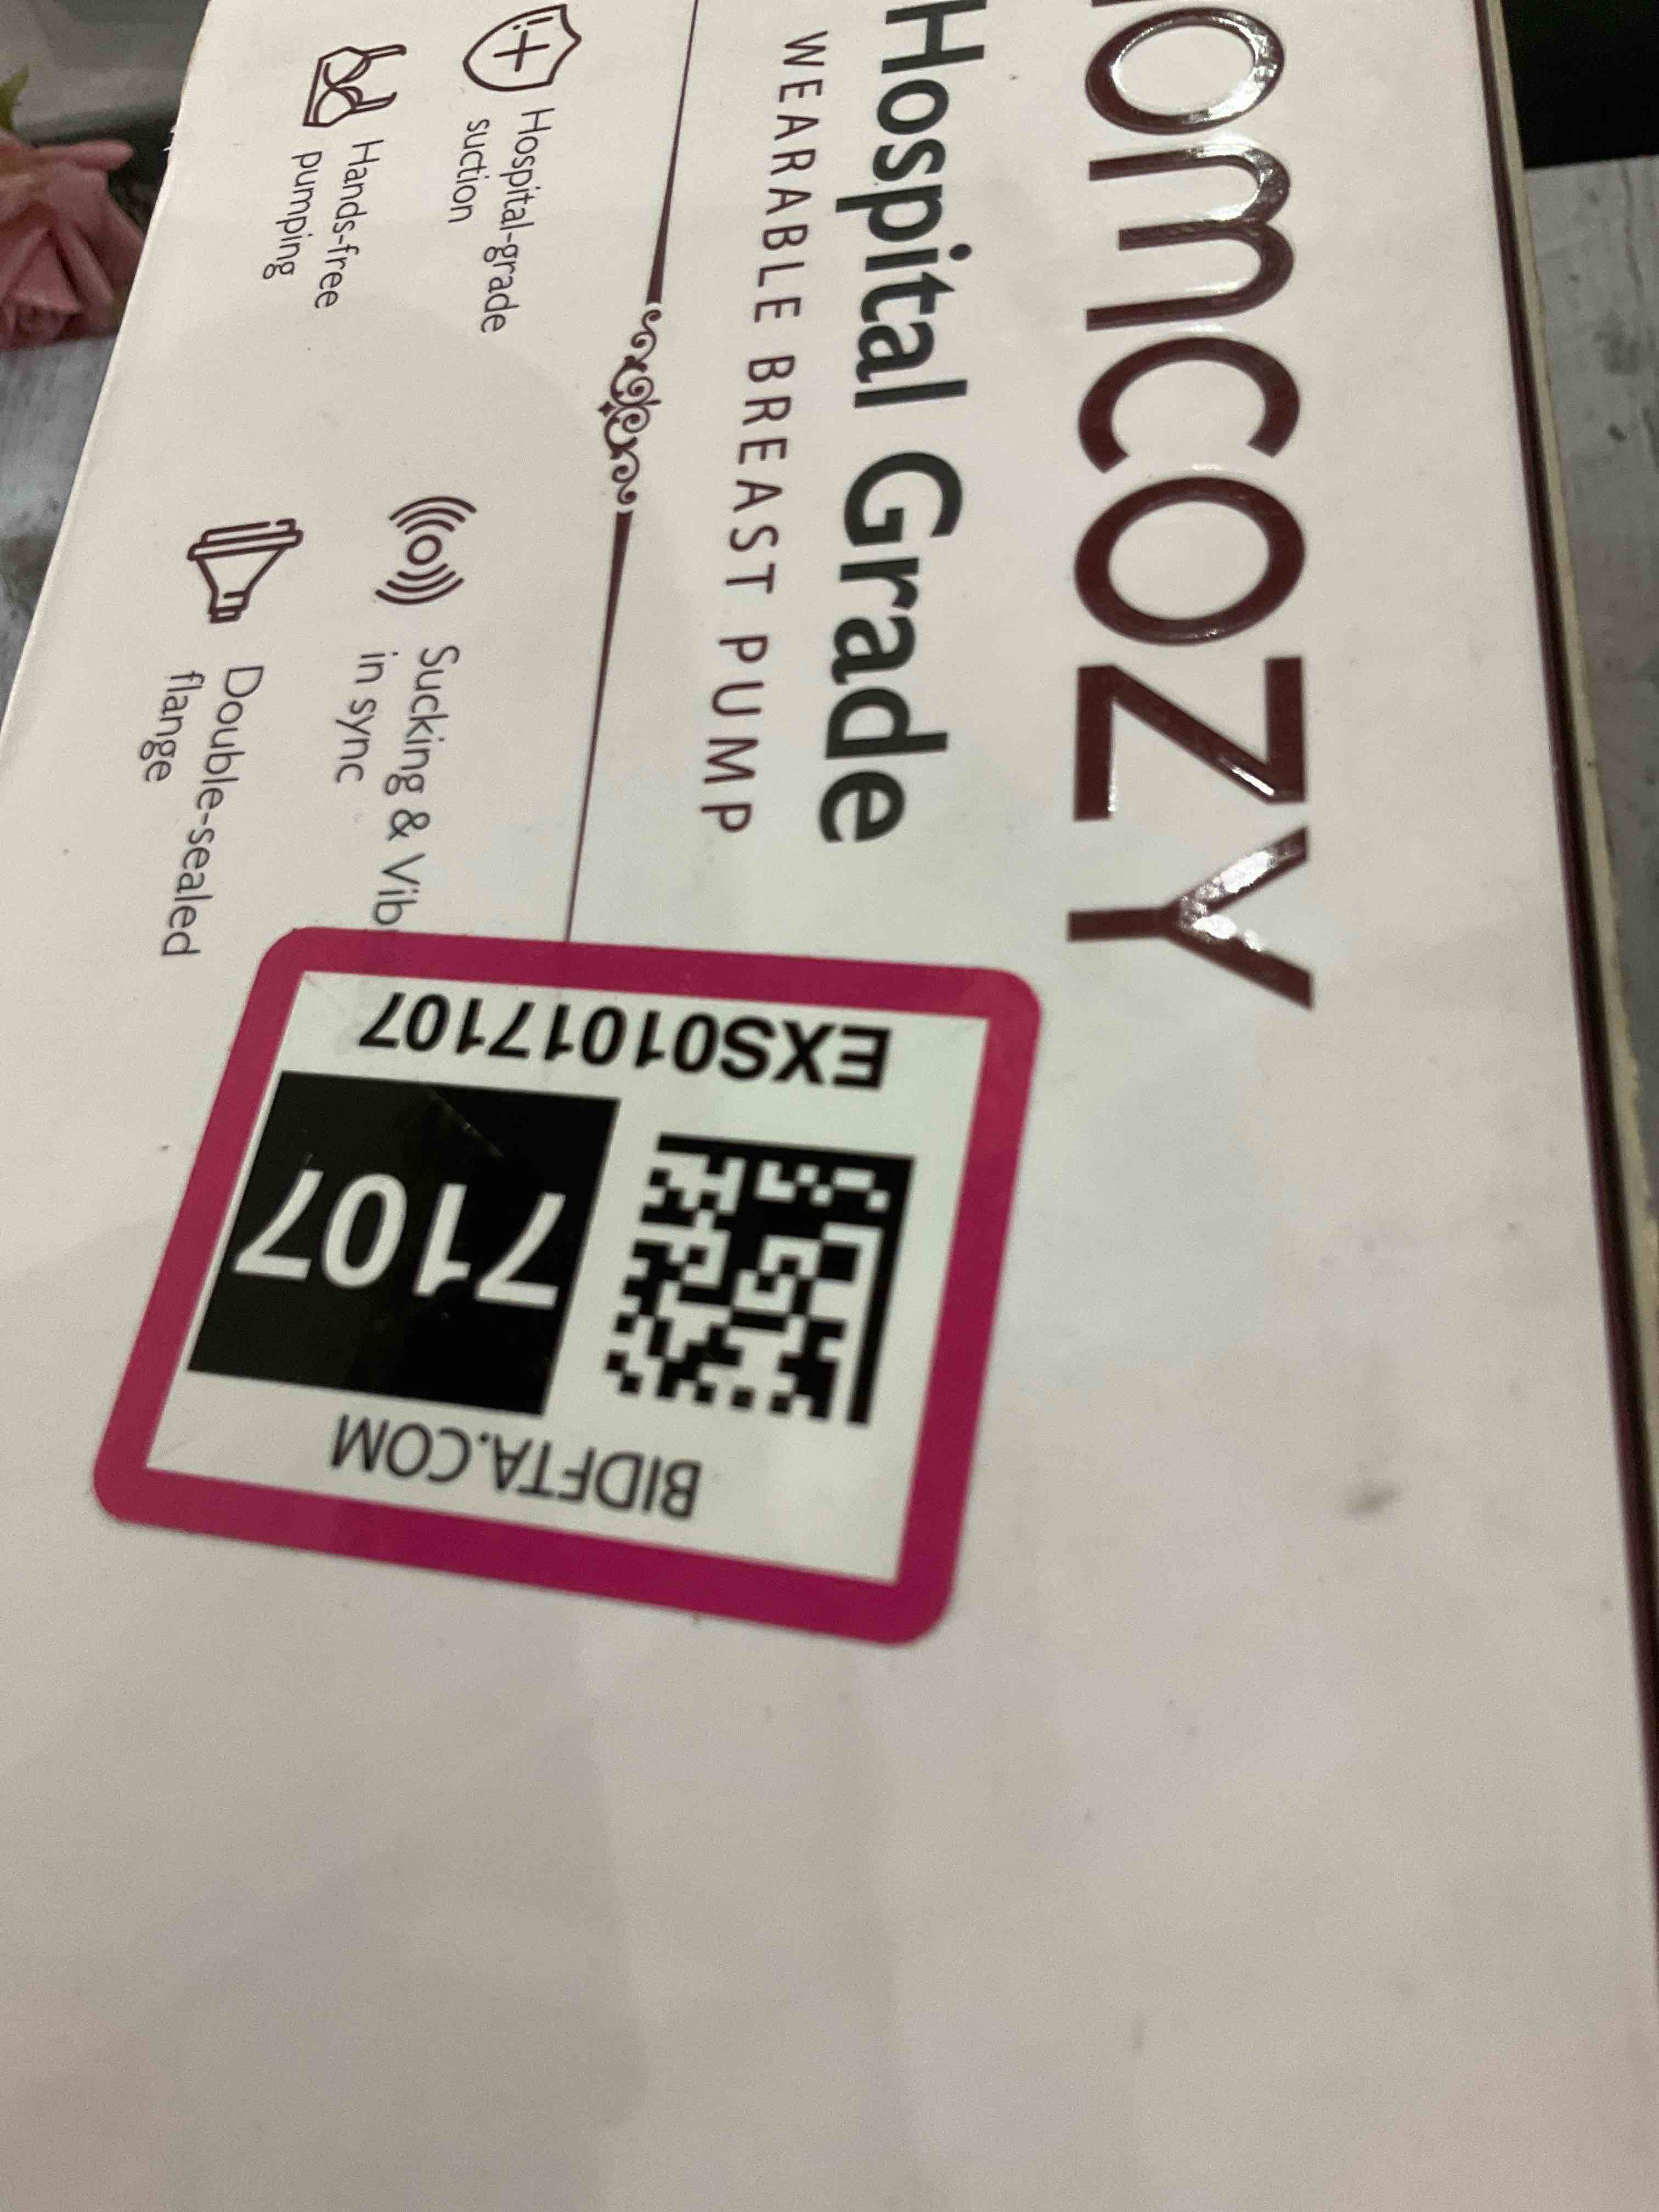 omcozy
Hospital Grade
WEARABLE BREAST PUMP
Hospital-grade
suction
Sucking & Vib
in sync
Hands-free
pumping
Double-sealed
flange
BIDFTA.COM
7107
EXS01017107